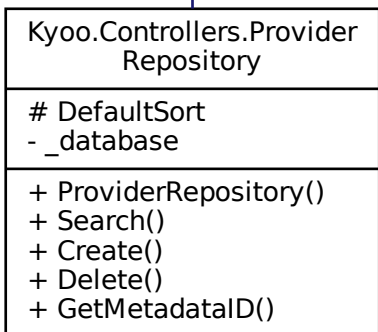 Kyoo.Controllers.Provider
Repository
# DefaultSort
- _database
+ ProviderRepository()
+ Search()
+ Create()
+ Delete()
+ GetMetadataID()